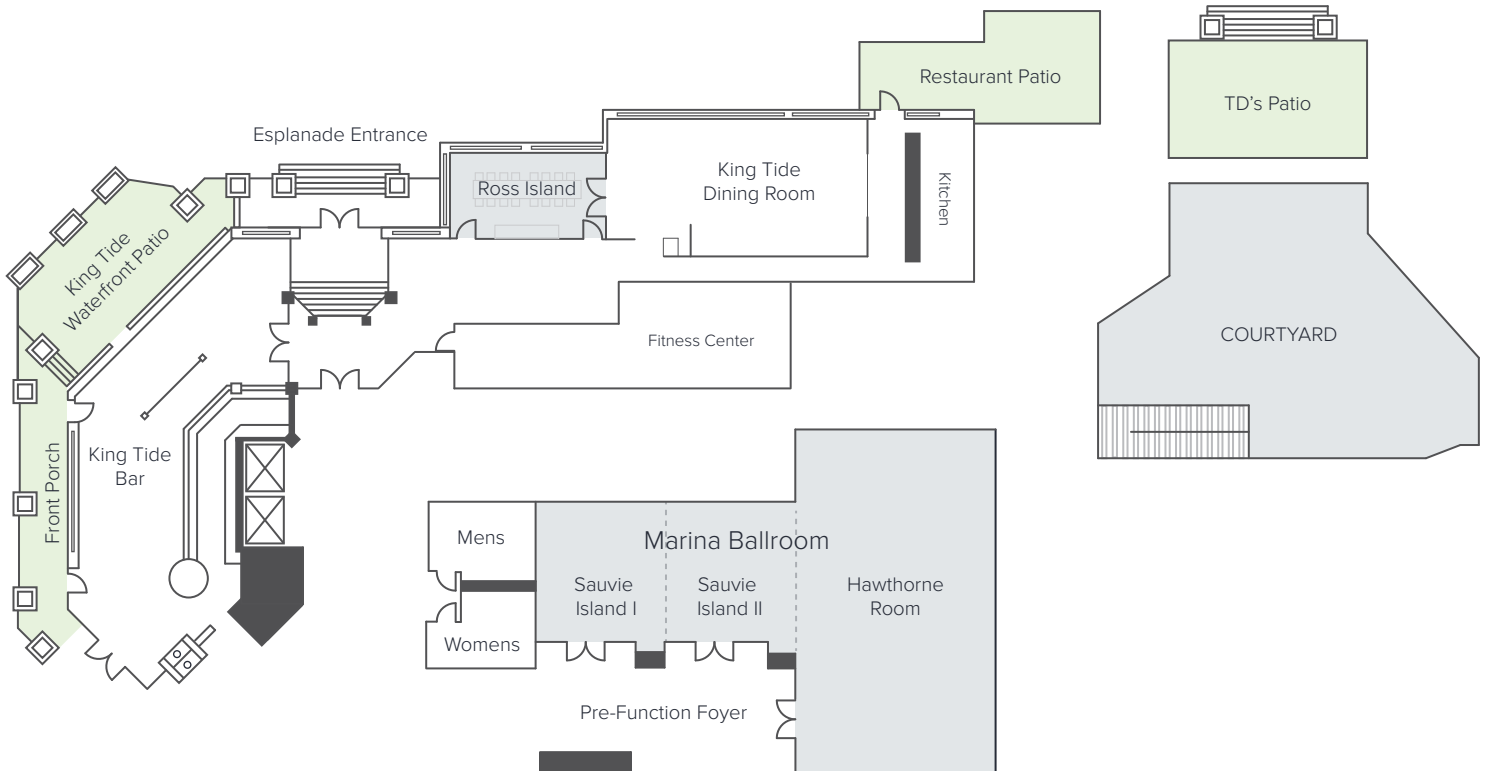 Restaurant Patio
TD's Patio
Esplanade Entrance
King Tide
Dining Room
Ross Island
Kitchen
King Tide
Waterfront Patio
COURTYARD
Fitness Center
Front Porch
King Tide
Bar
Mens
Marina Ballroom
Sauvie
Island I
Sauvie
Island II
Hawthorne
Room
Womens
Pre-Function Foyer